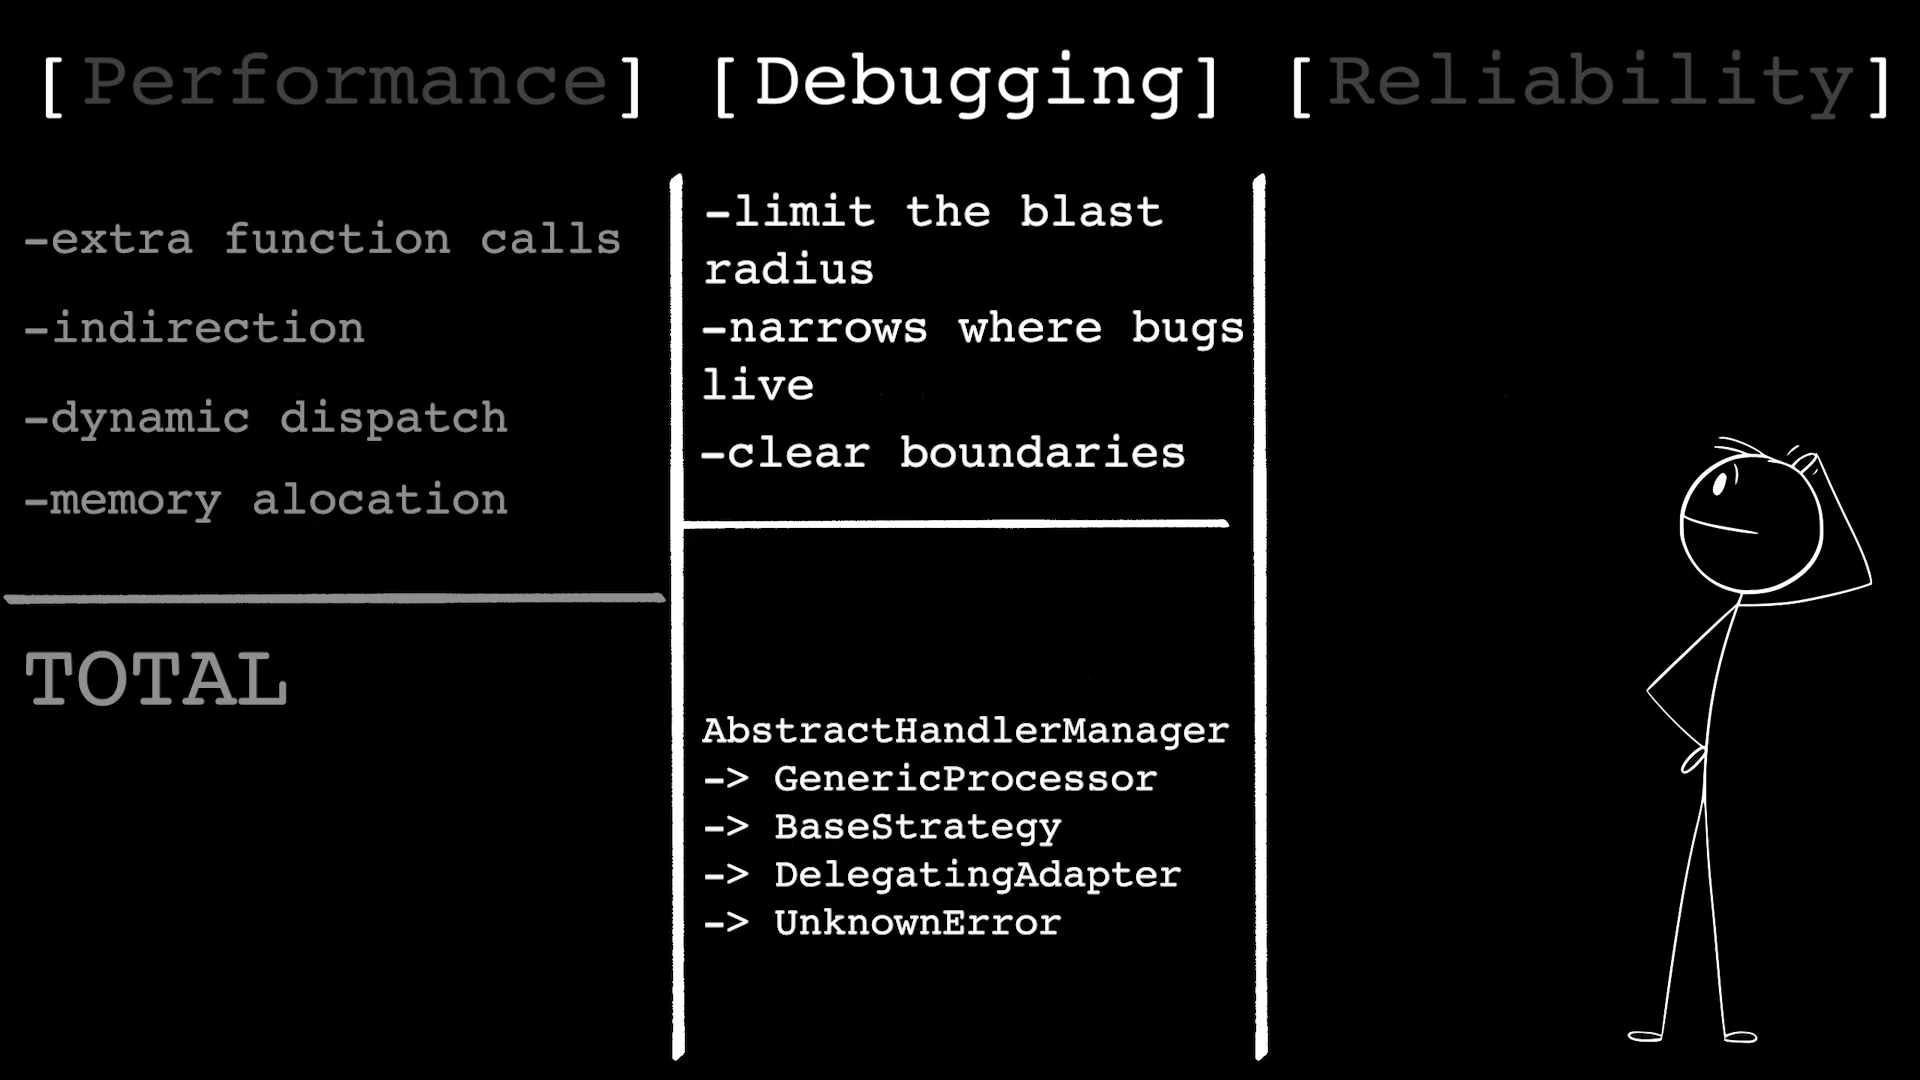 [Performance] [Debugging] [Reliability]
-extra function calls
-indirection
-dynamic dispatch
-memory alocation
TOTAL
-limit the blast
radius
-narrows where bugs
live
-clear boundaries
AbstractHandlerManager
-> GenericProcessor
-> BaseStrategy
-> DelegatingAdapter
-> UnknownError